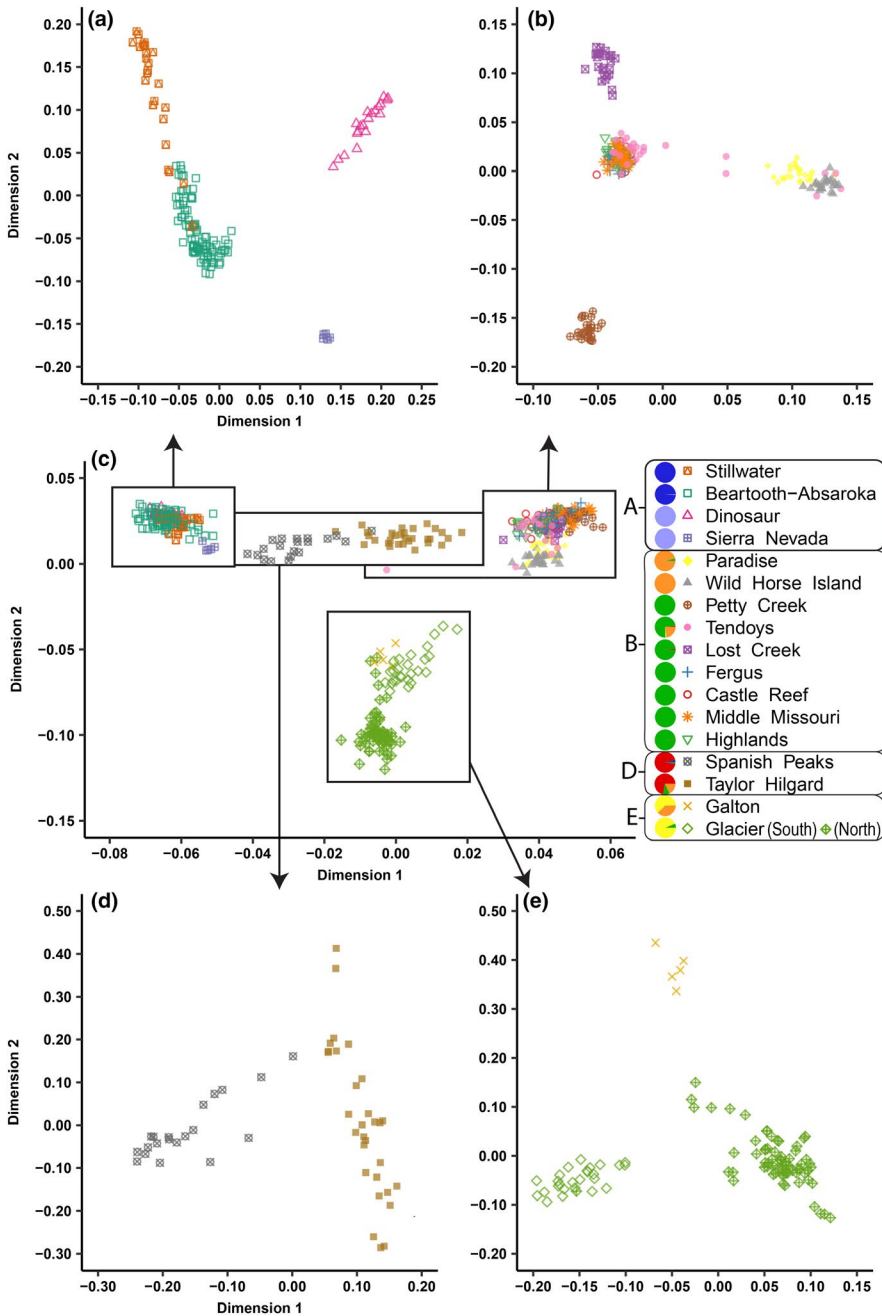 (a)
0.20
0.15
0.10
0.05
0.00
−0.05
−0.10
−0.15
−0.20
Dimension 2
−0.15 −0.10 −0.05 0.00 0.05 0.10 0.15 0.20 0.25
Dimension 1
(b)
0.15
0.10
0.05
0.00
−0.05
−0.10
−0.15
−0.20
−0.10 −0.05 0.00 0.05 0.10 0.15
(c)
0.05
0.00
−0.05
−0.10
−0.15
Dimension 2
−0.08 −0.06 −0.04 −0.02 0.00 0.02 0.04 0.06
Dimension 1
A
Stillwater
Beartooth−Absaroka
Dinosaur
Sierra Nevada
B
Paradise
Wild Horse Island
Petty Creek
Tendoys
Lost Creek
Fergus
Castle Reef
Middle Missouri
Highlands
D
Spanish Peaks
Taylor Hilgard
E
Galton
Glacier (South) (North)
(d)
0.50
0.40
0.30
0.20
0.10
0.00
−0.10
−0.20
−0.30
Dimension 2
−0.30 −0.20 −0.10 0.00 0.10 0.20
Dimension 1
(e)
0.50
0.40
0.30
0.20
0.10
0.00
−0.10
−0.20
−0.20 −0.15 −0.10 −0.05 0.00 0.05 0.10 0.15